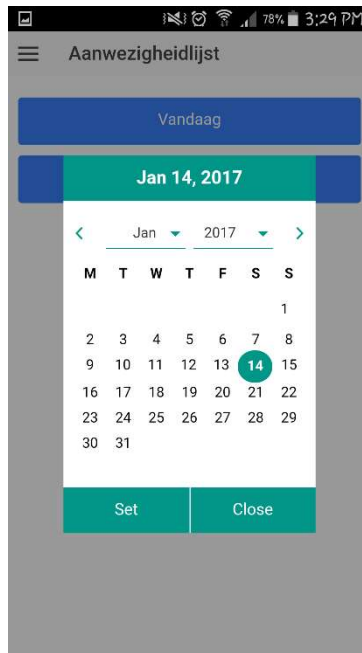 78% 3:29 PM
Aanwezigheidlijst
Vandaag
Jan 14, 2017
Jan 2017
M T W T F S S
1
2 3 4 5 6 7 8
9 10 11 12 13 14 15
16 17 18 19 20 21 22
23 24 25 26 27 28 29
30 31
Set Close